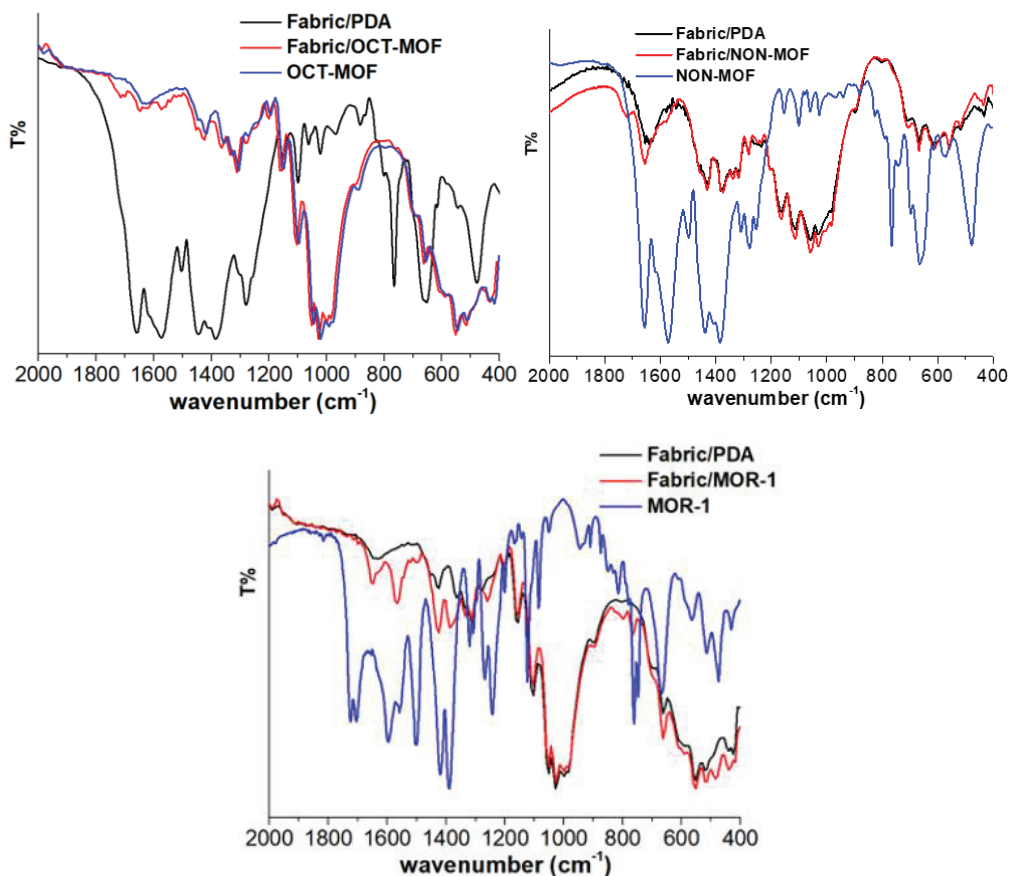 Fabric/PDA
Fabric/OCT-MOF
OCT-MOF
T%
2000 1800 1600 1400 1200 1000 800 600 400
wavenumber (cm⁻¹)
Fabric/PDA
Fabric/NON-MOF
NON-MOF
T%
2000 1800 1600 1400 1200 1000 800 600 400
wavenumber (cm⁻¹)
Fabric/PDA
Fabric/MOR-1
MOR-1
T%
2000 1800 1600 1400 1200 1000 800 600 400
wavenumber (cm⁻¹)